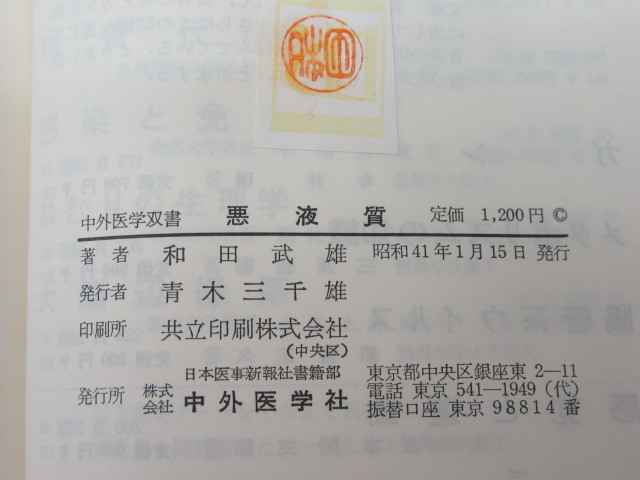 中外医学双書 悪液質 定価 1,200円 ©
著者 和田武雄 昭和41年1月15日 発行
発行者 青木三千雄
印刷所 共立印刷株式会社
(中央区)
日本医事新報社書籍部
発行所 株式会社 中外医学社
東京都中央区銀座東 2―11
電話 東京 541―1949 (代)
振替口座 東京 98814 番